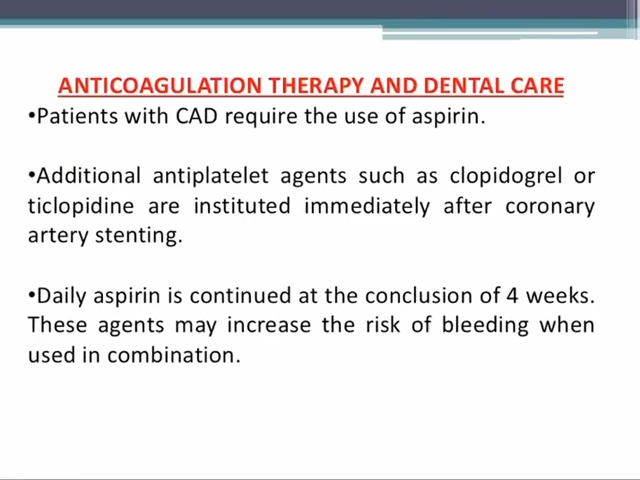 ANTICOAGULATION THERAPY AND DENTAL CARE
•Patients with CAD require the use of aspirin.
•Additional antiplatelet agents such as clopidogrel or
ticlopidine are instituted immediately after coronary
artery stenting.
•Daily aspirin is continued at the conclusion of 4 weeks.
These agents may increase the risk of bleeding when
used in combination.